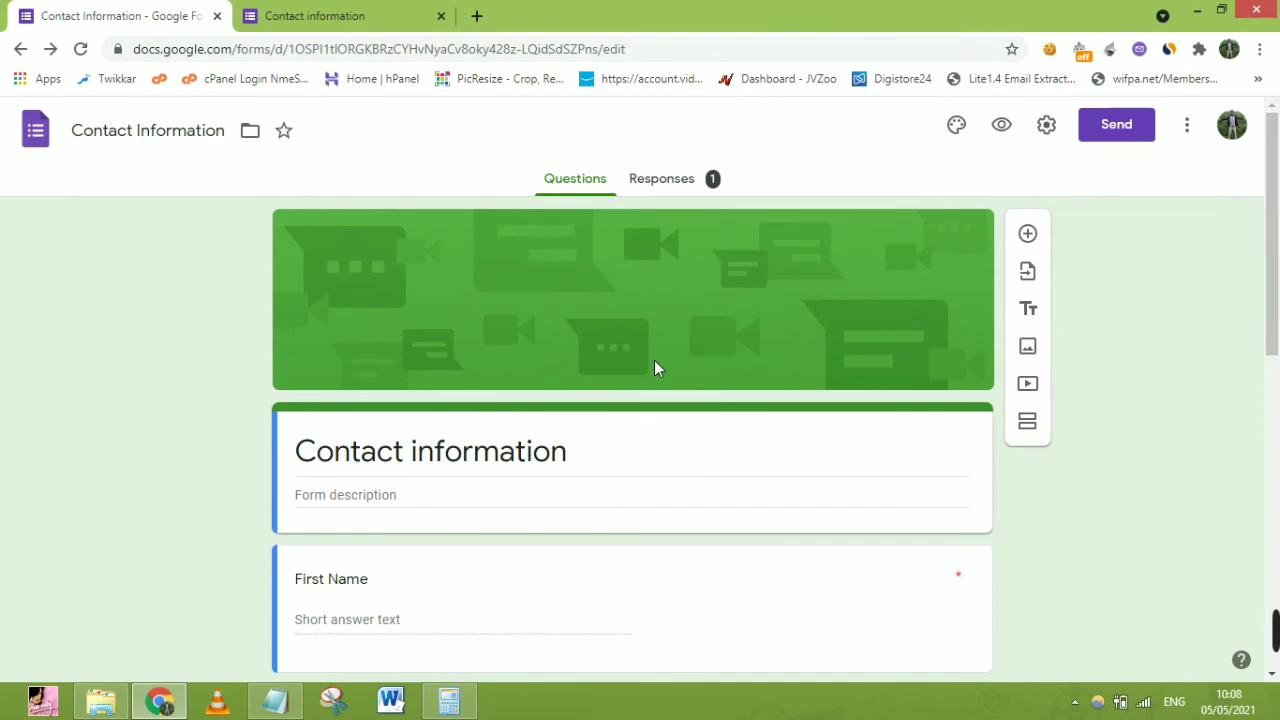 Contact Information - Google Fo
Contact information
docs.google.com/forms/d/1OSPI1tIORGKBRzCYHvNyaCv8oky428z-LQidSdSZPns/edit
off
Apps
Twikkar
cPanel Login NmeS...
Home | hPanel
PicResize - Crop, Re...
https://account.vid...
Dashboard - JVZoo
Digistore24
Lite1.4 Email Extract...
wifpa.net/Members...
»
Contact Information
Send
Questions
Responses 1
Tт
Contact information
Form description
First Name
*
Short answer text
ENG
10:08
05/05/2021